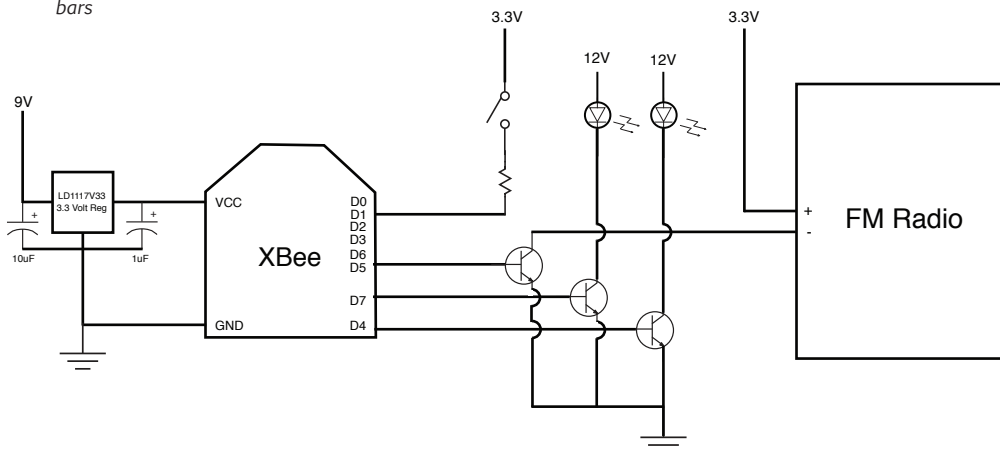 bars
3.3V
3.3V
12V
12V
9V
LD1117V33
3.3 Volt Reg
VCC
D0
D1
D2
D3
D6
D5
D7
D4
XBee
GND
+
+
10uF
1uF
+
-
FM Radio